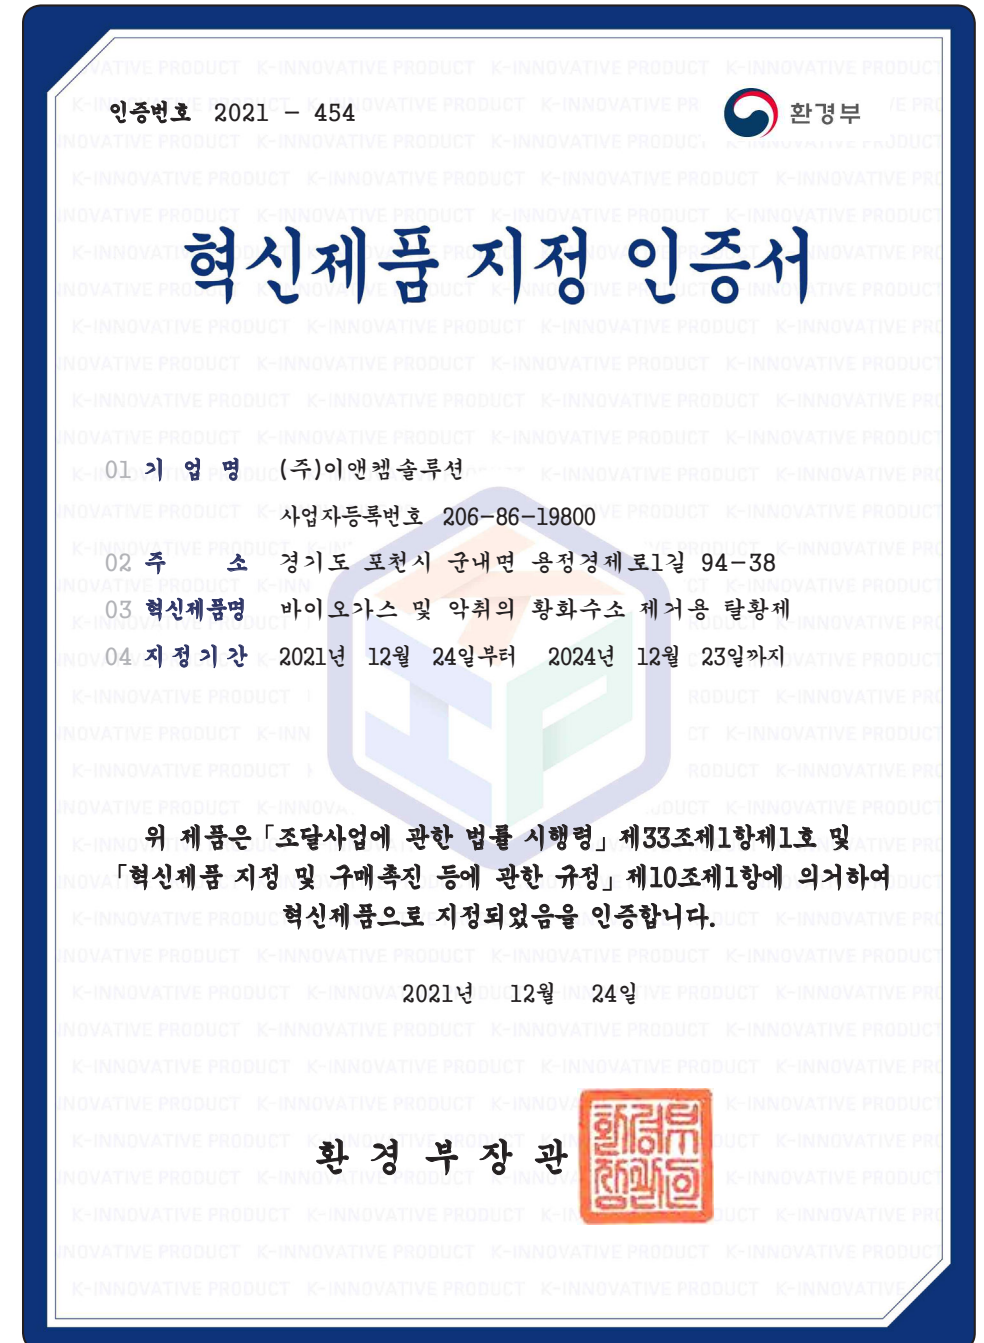 인증번호 2021 - 454
환경부
혁신제품 지정 인증서
01 기 업 명 (주)이앤켐솔루션
사업자등록번호 206-86-19800
02 주 소 경기도 포천시 군내면 용정경제로1길 94-38
03 혁신제품명 바이오가스 및 악취의 황화수소 제거용 탈황제
04 지정기간 2021년 12월 24일부터 2024년 12월 23일까지
위 제품은「조달사업에 관한 법률 시행령」제33조제1항제1호 및
「혁신제품 지정 및 구매촉진 등에 관한 규정」제10조제1항에 의거하여
혁신제품으로 지정되었음을 인증합니다.
2021년 12월 24일
환 경 부 장 관